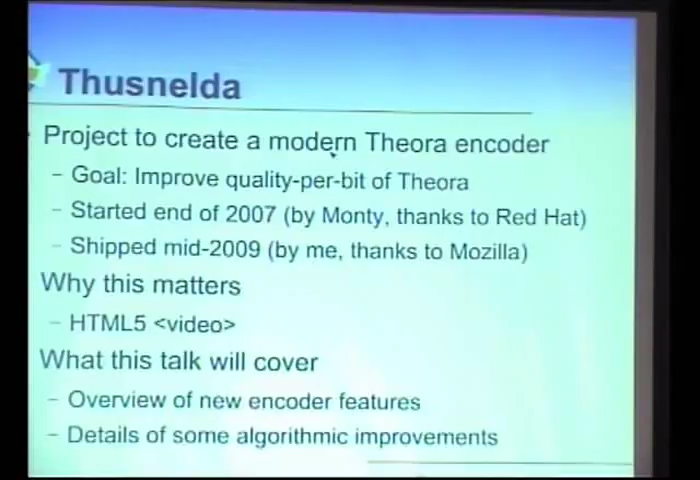 Thusnelda
Project to create a modern Theora encoder
– Goal: Improve quality-per-bit of Theora
– Started end of 2007 (by Monty, thanks to Red Hat)
– Shipped mid-2009 (by me, thanks to Mozilla)
Why this matters
– HTML5 <video>
What this talk will cover
– Overview of new encoder features
– Details of some algorithmic improvements